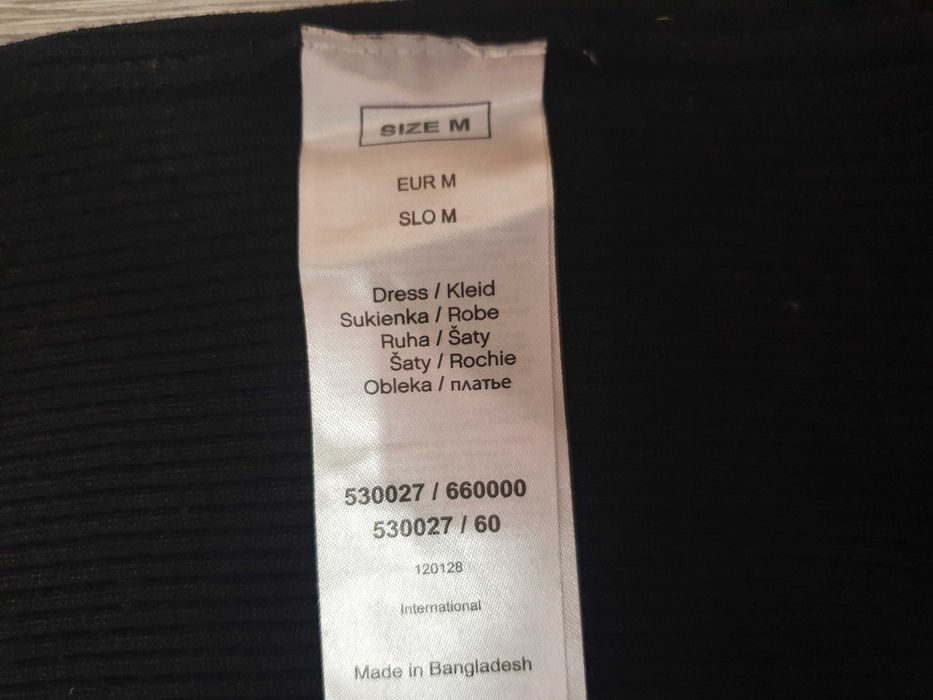 SIZE M
EUR M
SLO M
Dress / Kleid
Sukienka / Robe
Ruha / Šaty
Šaty / Rochie
Obleka / платье
530027 / 660000
530027 / 60
120128
International
Made in Bangladesh